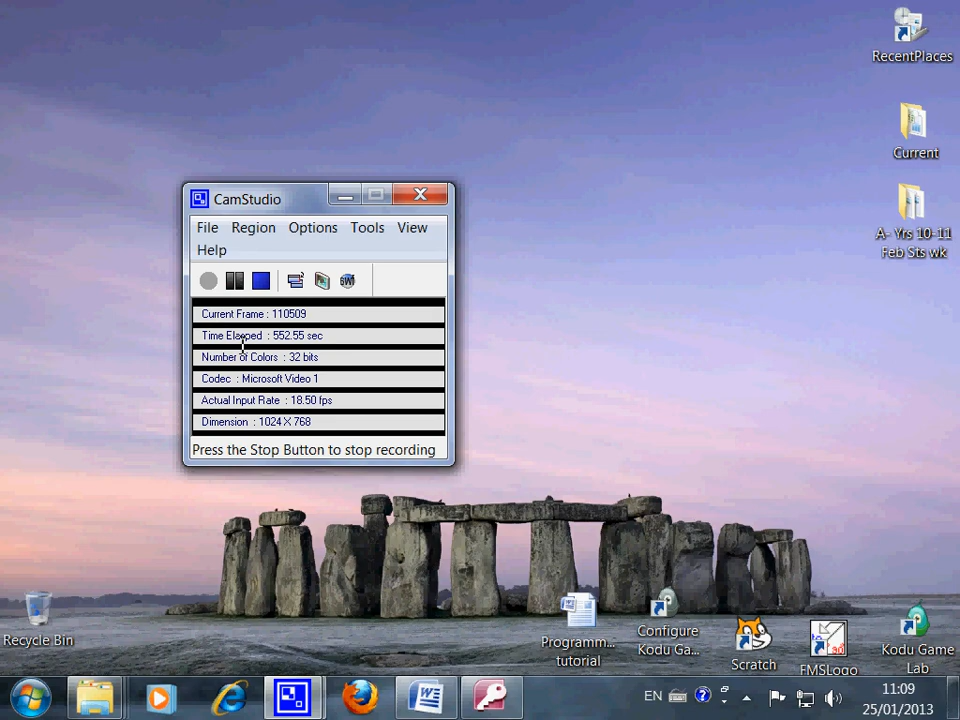 RecentPlaces
Current
A- Yrs 10-11
Feb Sts wk
CamStudio
File Region Options Tools View
Help
Current Frame : 110509
Time Elapsed : 552.55 sec
Number of Colors : 32 bits
Codec : Microsoft Video 1
Actual Input Rate : 18.50 fps
Dimension : 1024 X 768
Press the Stop Button to stop recording
Recycle Bin
Programm...
tutorial
Configure
Kodu Ga...
Scratch
FMSLogo
Kodu Game
Lab
EN
11:09
25/01/2013